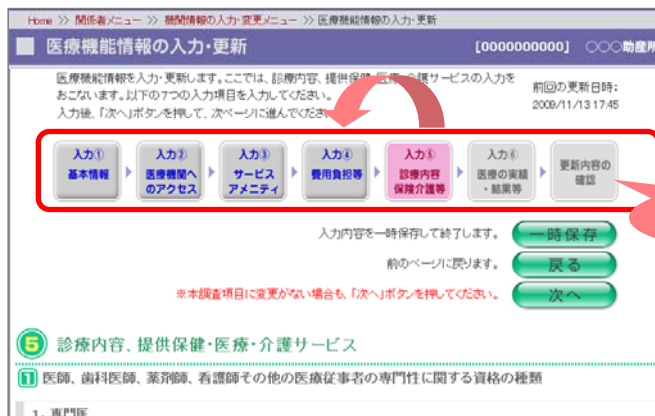 Home >> 関係者メニュー >> 機関情報の入力・変更メニュー >> 医療機能情報の入力・更新
医療機能情報の入力・更新
[0000000000] ○○○助産所
医療機能情報を入力・更新します。ここでは、診療内容、提供保健・医療・介護サービスの入力を
おこないます。以下の7つの入力項目を入力してください。
入力後、「次へ」ボタンを押して、次ページに進んでくださ
前回の更新日時:
2009/11/13 17:45
入力①
基本情報
入力②
医療機関へ
のアクセス
入力③
サービス
アメニティ
入力④
費用負担等
入力⑤
診療内容
保険介護等
入力⑥
医療の実績
・結果等
更新内容の
確認
入力内容を一時保存して終了します。
一時保存
前のページに戻ります。
戻る
※本調査項目に変更がない場合も、「次へ」ボタンを押してください。
次へ
5 診療内容、提供保健・医療・介護サービス
1 医師、歯科医師、薬剤師、看護師その他の医療従事者の専門性に関する資格の種類
1. 専門医